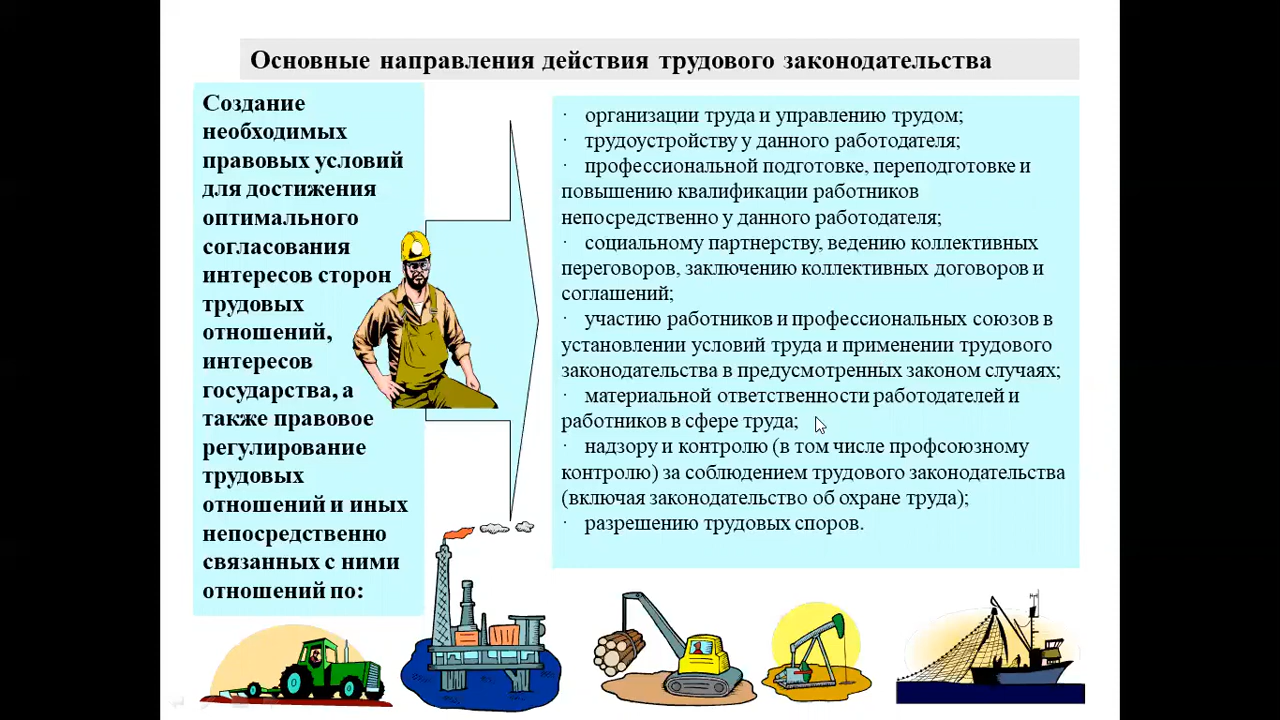 Основные направления действия трудового законодательства
Создание
необходимых
правовых условий
для достижения
оптимального
согласования
интересов сторон
трудовых
отношений,
интересов
государства, а
также правовое
регулирование
трудовых
отношений и иных
непосредственно
связанных с ними
отношений по:
· организации труда и управлению трудом;
· трудоустройству у данного работодателя;
· профессиональной подготовке, переподготовке и
повышению квалификации работников
непосредственно у данного работодателя;
· социальному партнерству, ведению коллективных
переговоров, заключению коллективных договоров и
соглашений;
· участию работников и профессиональных союзов в
установлении условий труда и применении трудового
законодательства в предусмотренных законом случаях;
· материальной ответственности работодателей и
работников в сфере труда;
· надзору и контролю (в том числе профсоюзному
контролю) за соблюдением трудового законодательства
(включая законодательство об охране труда);
· разрешению трудовых споров.